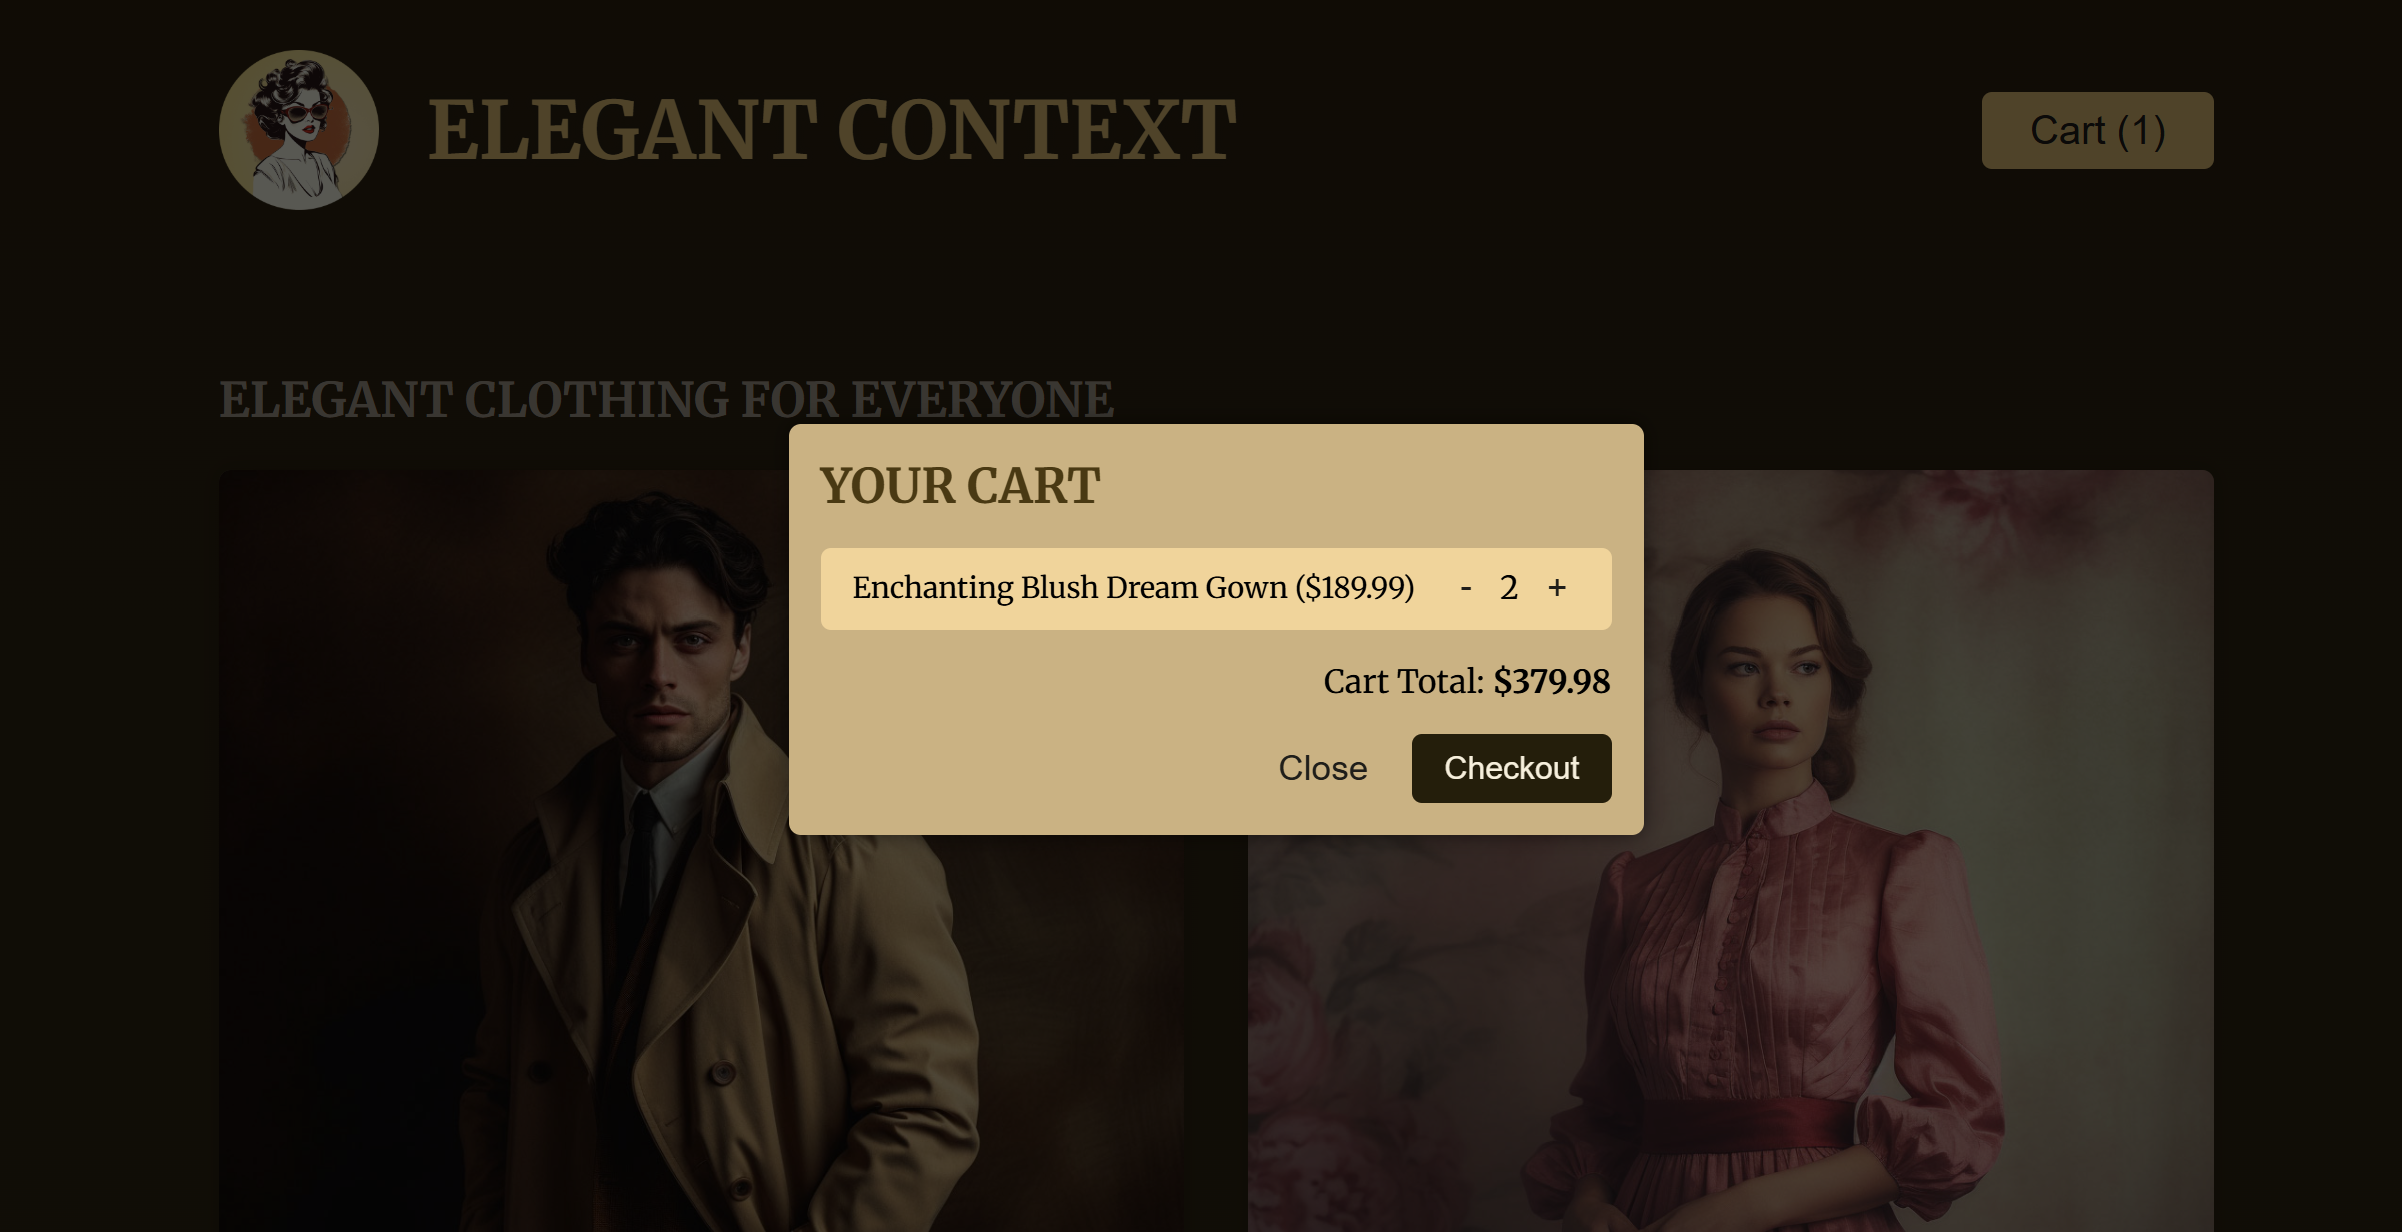 ELEGANT CONTEXT
Cart (1)
ELEGANT CLOTHING FOR EVERYONE
YOUR CART
Enchanting Blush Dream Gown ($189.99) - 2 +
Cart Total: $379.98
Close Checkout